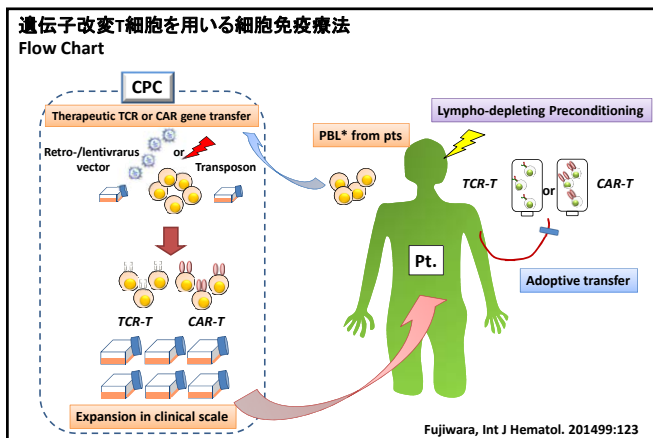 遺伝子改変T細胞を用いる細胞免疫療法
Flow Chart
CPC
Therapeutic TCR or CAR gene transfer
Retro-/lentivrarus
vector
or
Transposon
TCR-T
CAR-T
Expansion in clinical scale
PBL* from pts
Lympho-depleting Preconditioning
TCR-T
or
CAR-T
Pt.
Adoptive transfer
Fujiwara, Int J Hematol. 201499:123